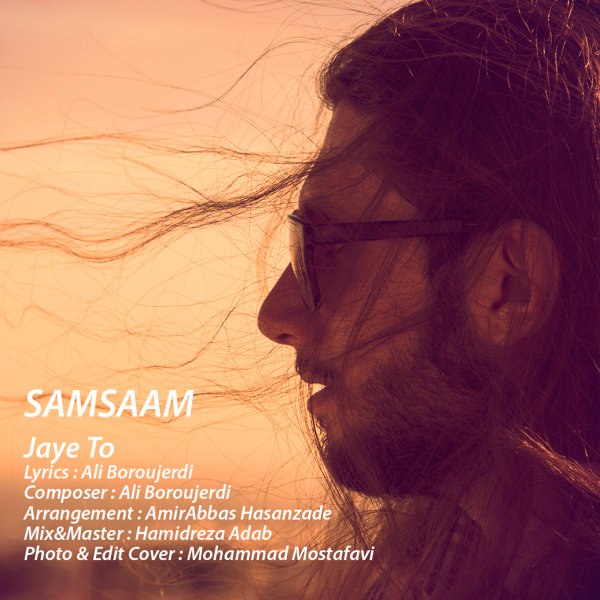 SAMSAAM
Jaye To
Lyrics : Ali Boroujerdi
Composer : Ali Boroujerdi
Arrangement : AmirAbbas Hasanzade
Mix&Master : Hamidreza Adab
Photo & Edit Cover : Mohammad Mostafavi